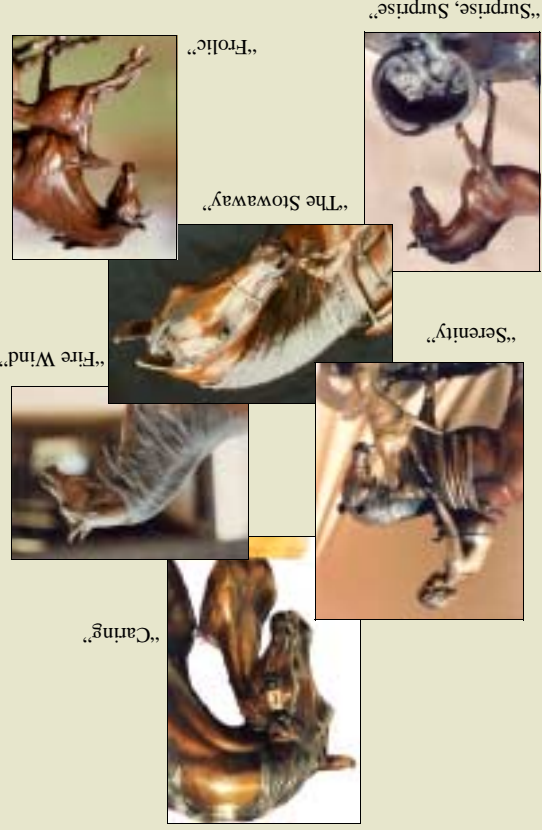 “Caring”
“Fire Wind”
“Serenity”
“The Stowaway”
“Frolic”
“Surprise, Surprise”